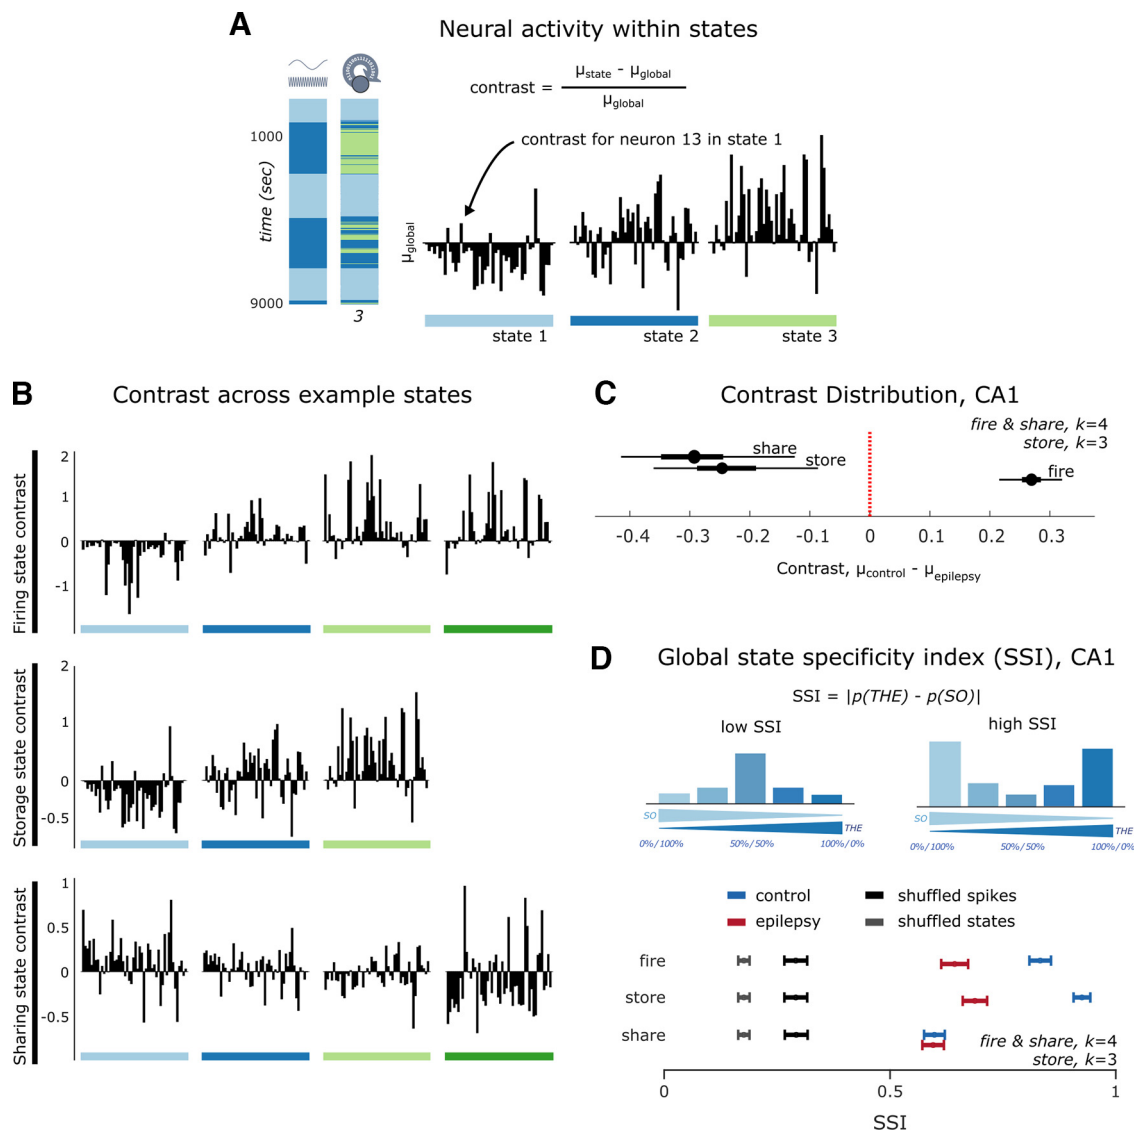 A
Neural activity within states
contrast = (μstate - μglobal) / μglobal
contrast for neuron 13 in state 1
time (sec)
1000
9000
3
μglobal
state 1
state 2
state 3
B
Contrast across example states
Firing state contrast
2
1
0
-1
Storage state contrast
2
1
0
-0.5
Sharing state contrast
1
0.5
0
-0.5
C
Contrast Distribution, CA1
fire & share, k=4
store, k=3
share
store
fire
-0.4 -0.3 -0.2 -0.1 0 0.1 0.2 0.3
Contrast, μcontrol - μepilepsy
D
Global state specificity index (SSI), CA1
SSI = |p(THE) - p(SO)|
low SSI
high SSI
SO
THE
0%/100% 50%/50% 100%/0%
SO
THE
0%/100% 50%/50% 100%/0%
control
shuffled spikes
epilepsy
shuffled states
fire
store
share
fire & share, k=4
store, k=3
0 0.5 1
SSI